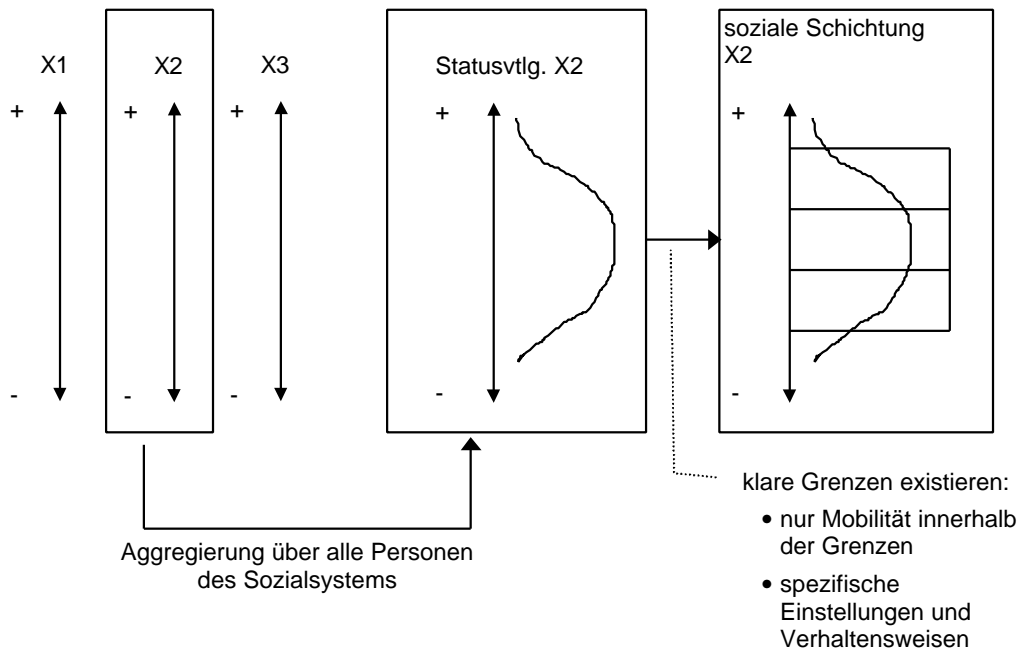 X1
X2
X3
+
+
+
-
-
-
Statusvtlg. X2
+
-
soziale Schichtung
X2
+
-
Aggregierung über alle Personen
des Sozialsystems
klare Grenzen existieren:
• nur Mobilität innerhalb
der Grenzen
• spezifische
Einstellungen und
Verhaltensweisen